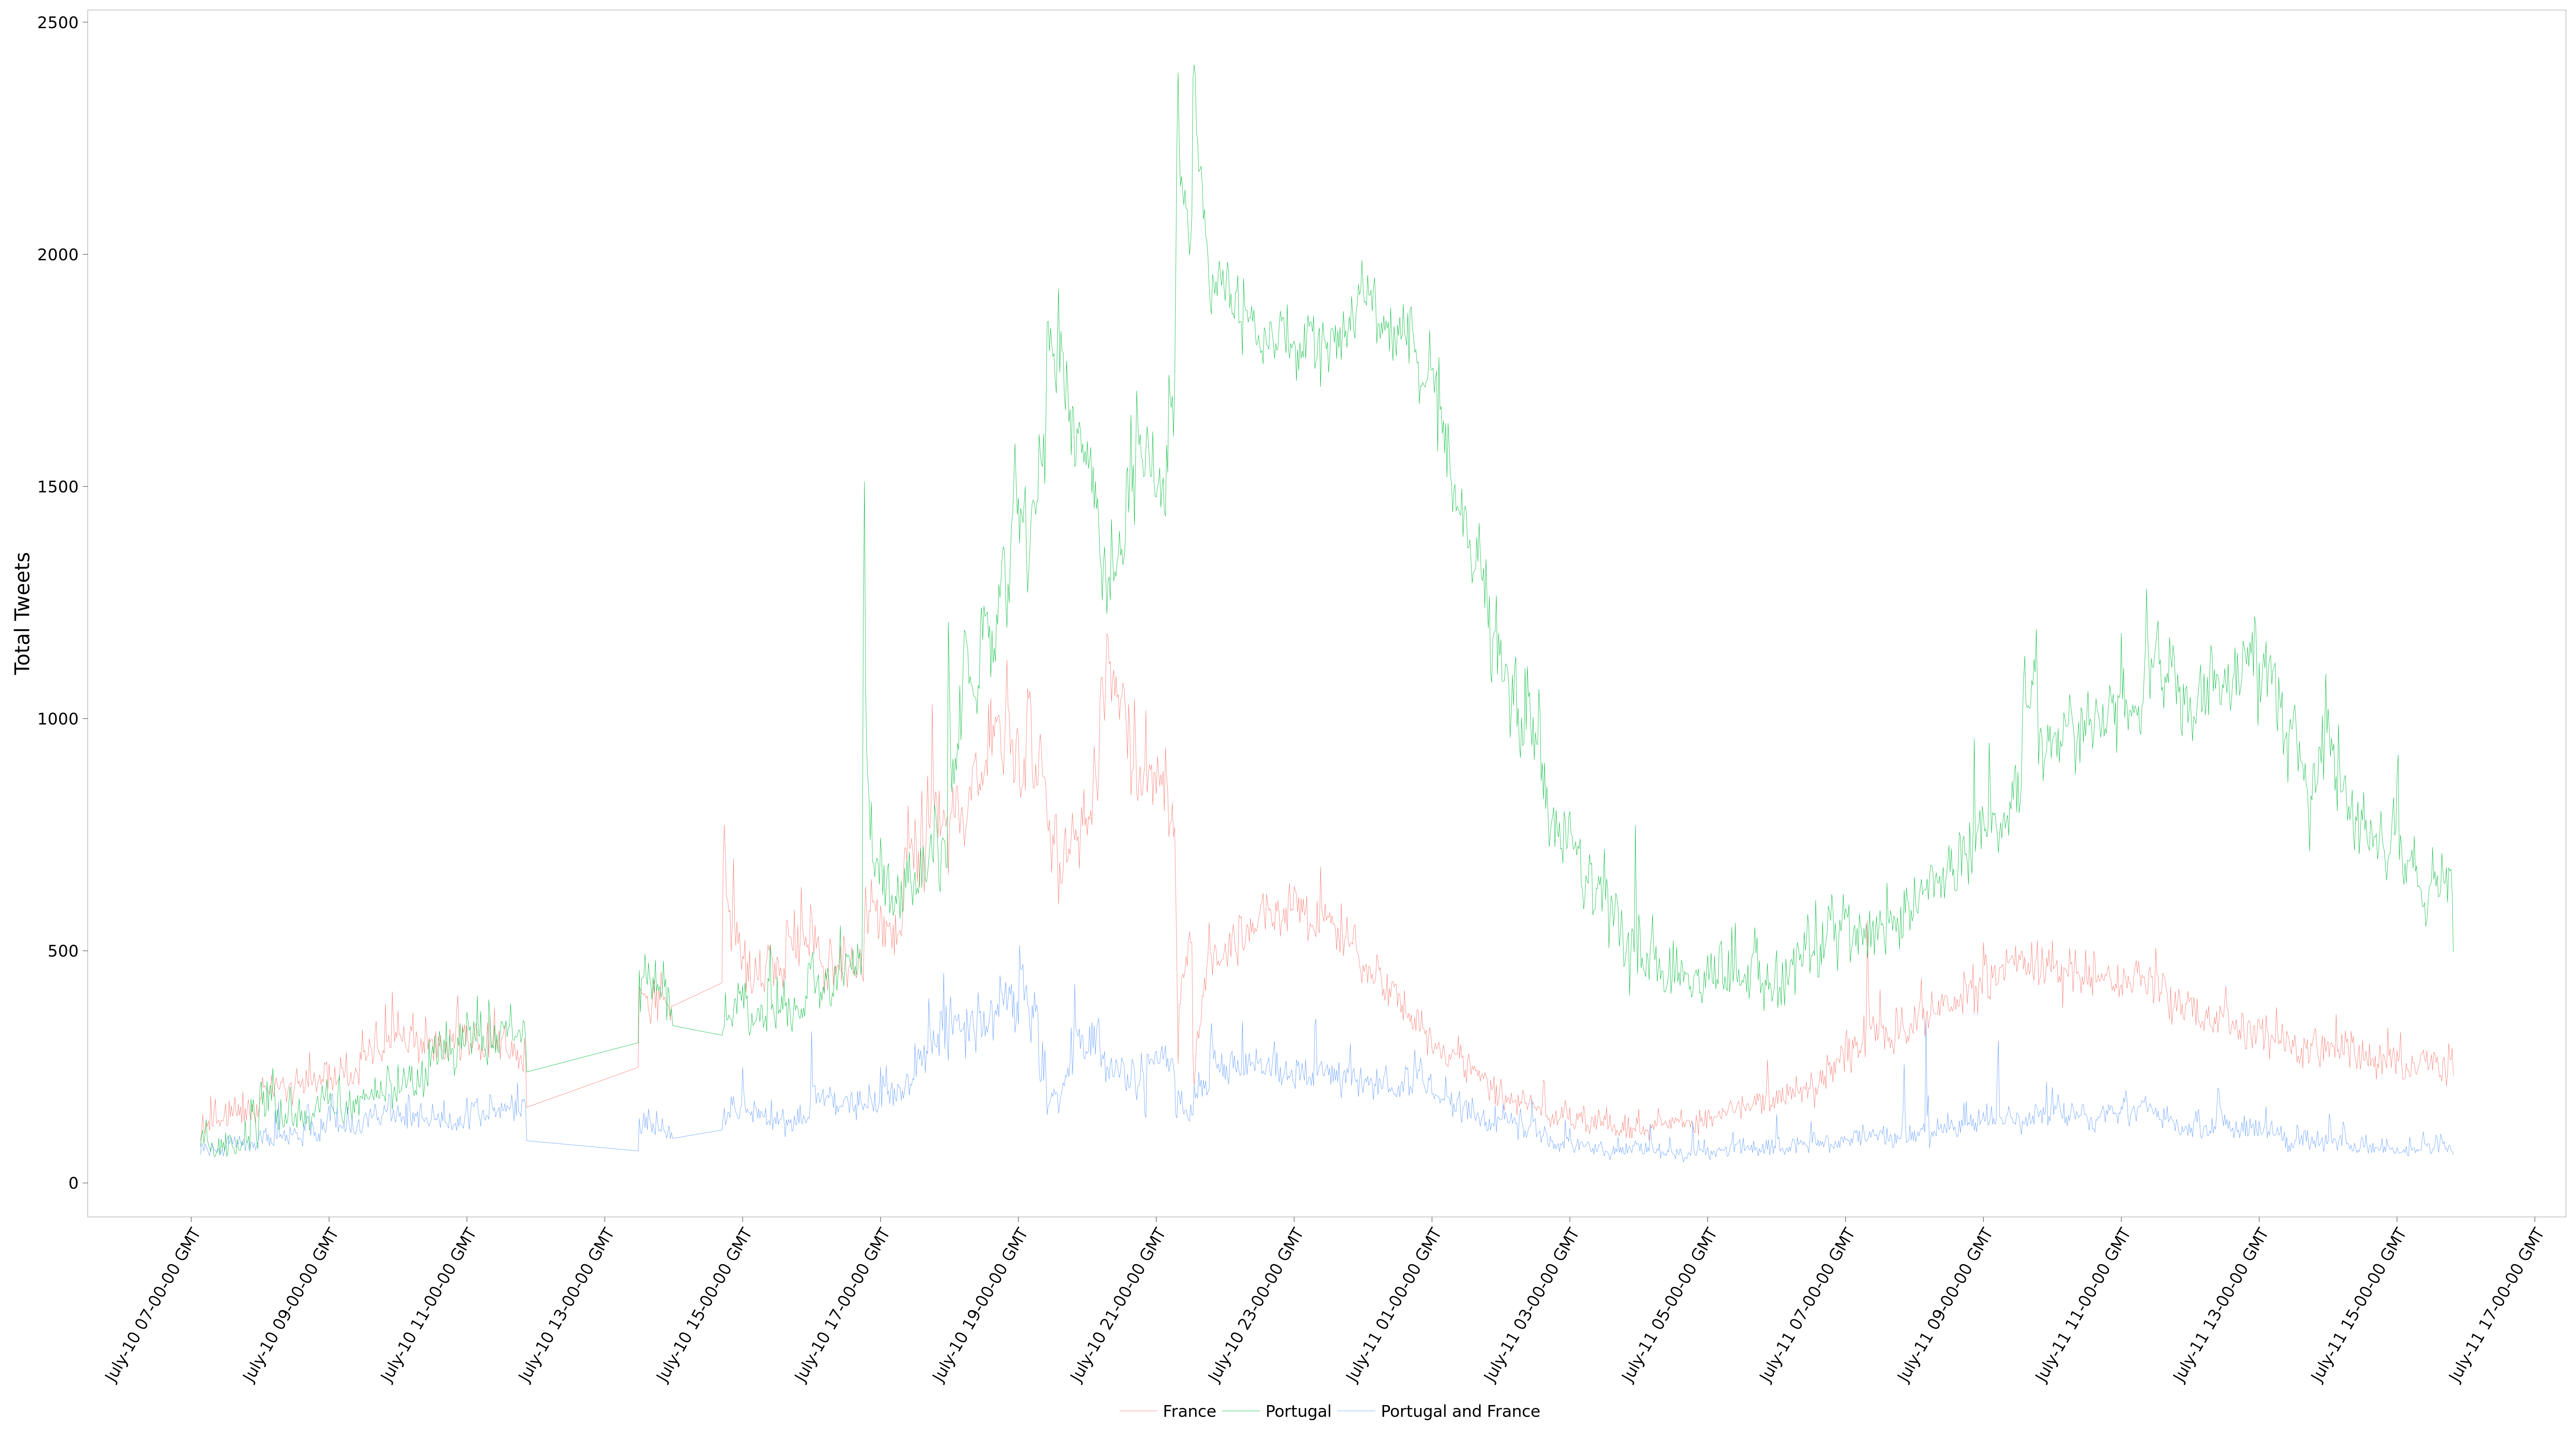 2500
2000
1500
1000
500
0
Total Tweets
July-10 07-00-00 GMT
July-10 09-00-00 GMT
July-10 11-00-00 GMT
July-10 13-00-00 GMT
July-10 15-00-00 GMT
July-10 17-00-00 GMT
July-10 19-00-00 GMT
July-10 21-00-00 GMT
July-10 23-00-00 GMT
July-11 01-00-00 GMT
July-11 03-00-00 GMT
July-11 05-00-00 GMT
July-11 07-00-00 GMT
July-11 09-00-00 GMT
July-11 11-00-00 GMT
July-11 13-00-00 GMT
July-11 15-00-00 GMT
July-11 17-00-00 GMT
France Portugal Portugal and France